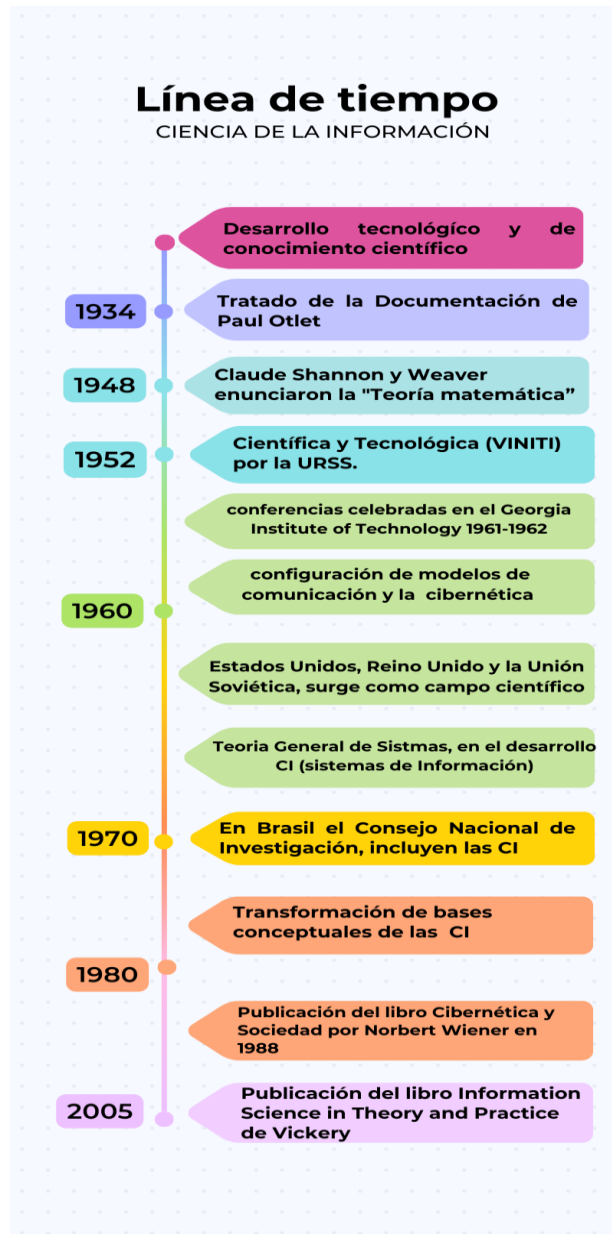 Línea de tiempo
CIENCIA DE LA INFORMACIÓN
Desarrollo tecnológíco y de
conocimiento científico
1934
Tratado de la Documentación de
Paul Otlet
1948
Claude Shannon y Weaver
enunciaron la "Teoría matemática”
1952
Científica y Tecnológica (VINITI)
por la URSS.
conferencias celebradas en el Georgia
Institute of Technology 1961-1962
1960
configuración de modelos de
comunicación y la cibernética
Estados Unidos, Reino Unido y la Unión
Soviética, surge como campo científico
Teoria General de Sistmas, en el desarrollo
CI (sistemas de Información)
1970
En Brasil el Consejo Nacional de
Investigación, incluyen las CI
Transformación de bases
conceptuales de las CI
1980
Publicación del libro Cibernética y
Sociedad por Norbert Wiener en
1988
2005
Publicación del libro Information
Science in Theory and Practice
de Vickery